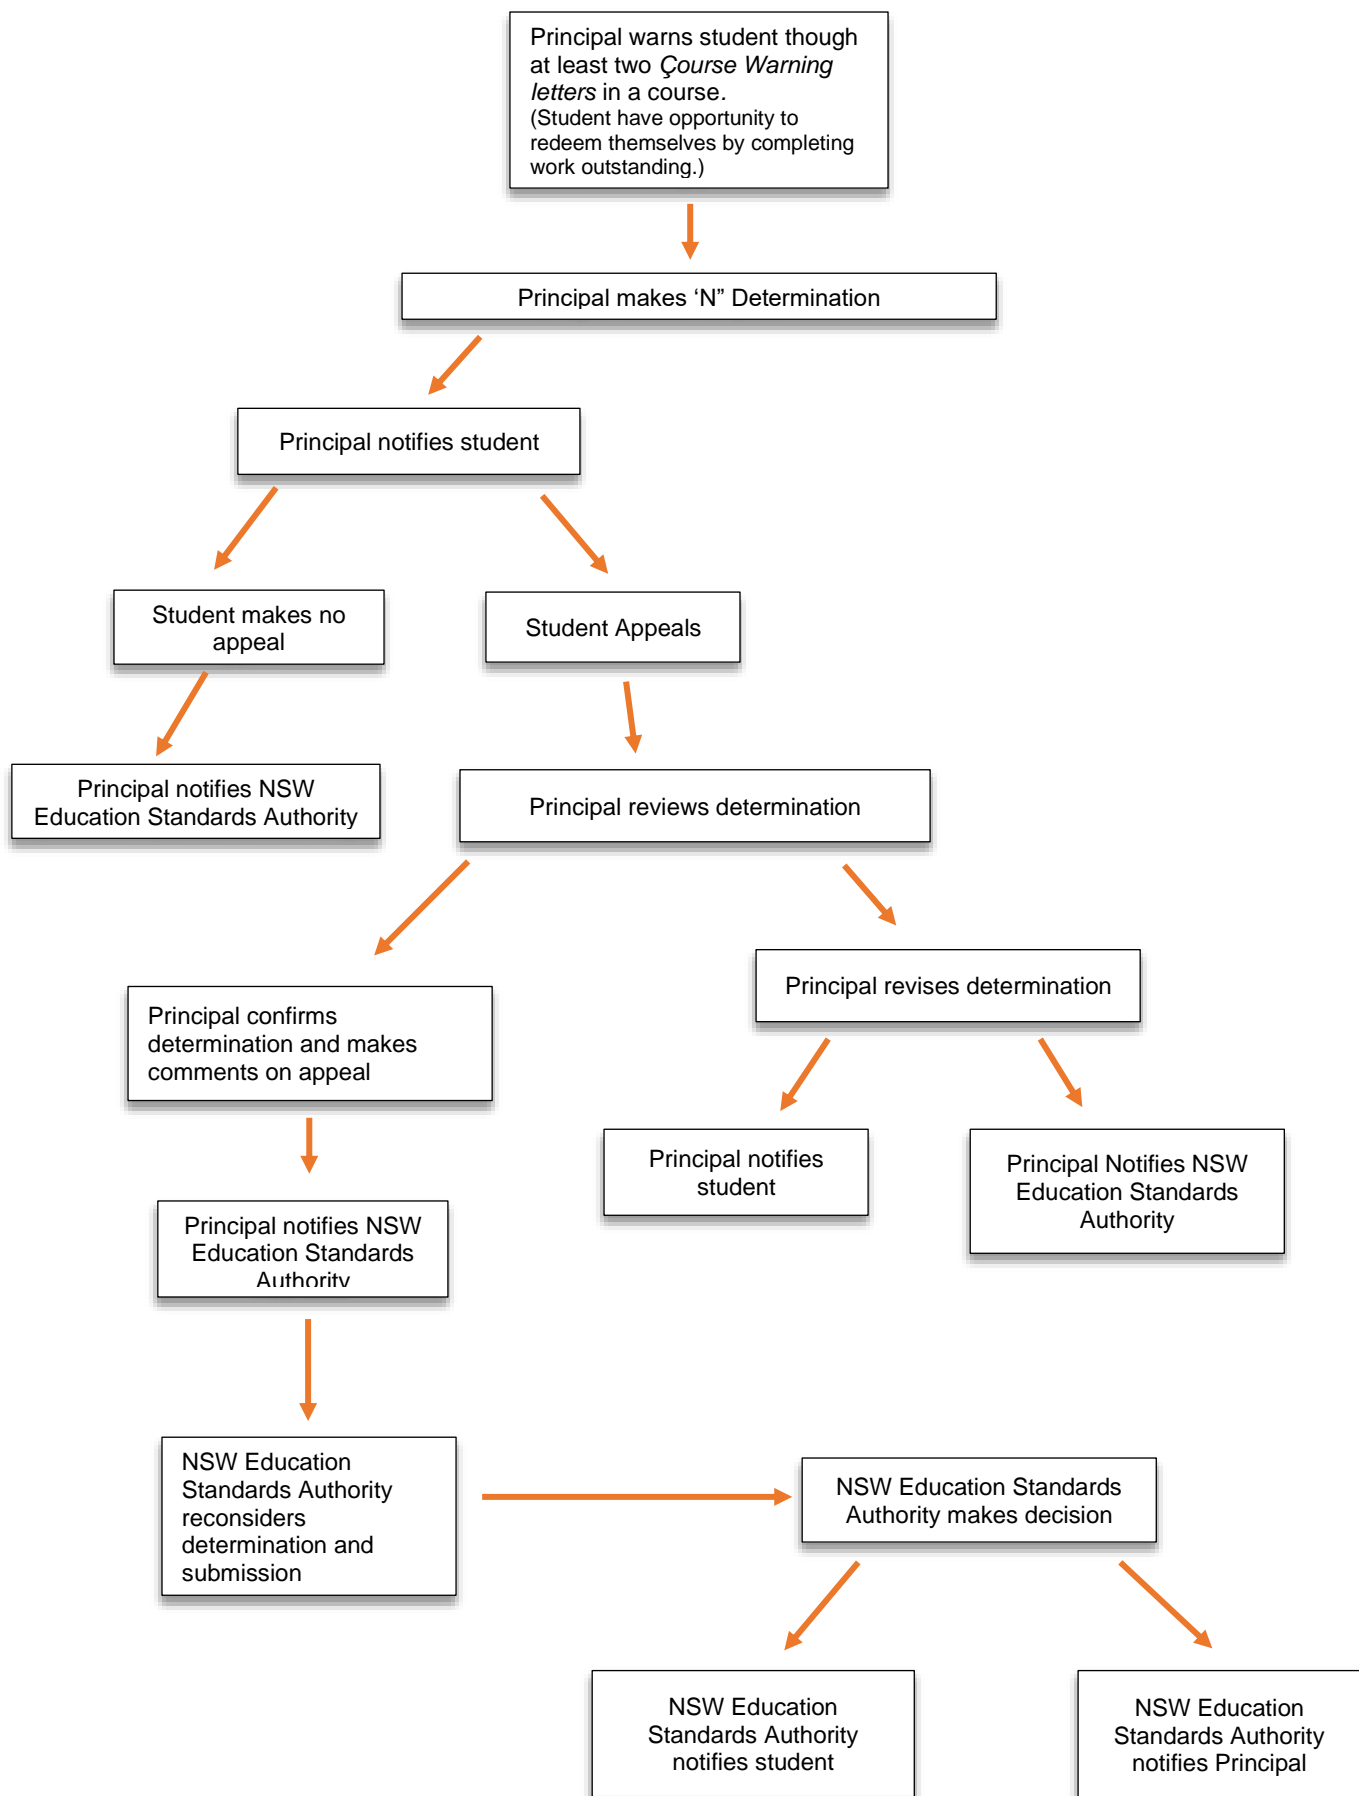 Principal warns student though
at least two Çourse Warning
letters in a course.
(Student have opportunity to
redeem themselves by completing
work outstanding.)
Principal makes ‘N” Determination
Principal notifies student
Student makes no
appeal
Student Appeals
Principal notifies NSW
Education Standards Authority
Principal reviews determination
Principal confirms
determination and makes
comments on appeal
Principal revises determination
Principal notifies
student
Principal Notifies NSW
Education Standards
Authority
Principal notifies NSW
Education Standards
Authority
NSW Education
Standards Authority
reconsiders
determination and
submission
NSW Education Standards
Authority makes decision
NSW Education
Standards Authority
notifies student
NSW Education
Standards Authority
notifies Principal